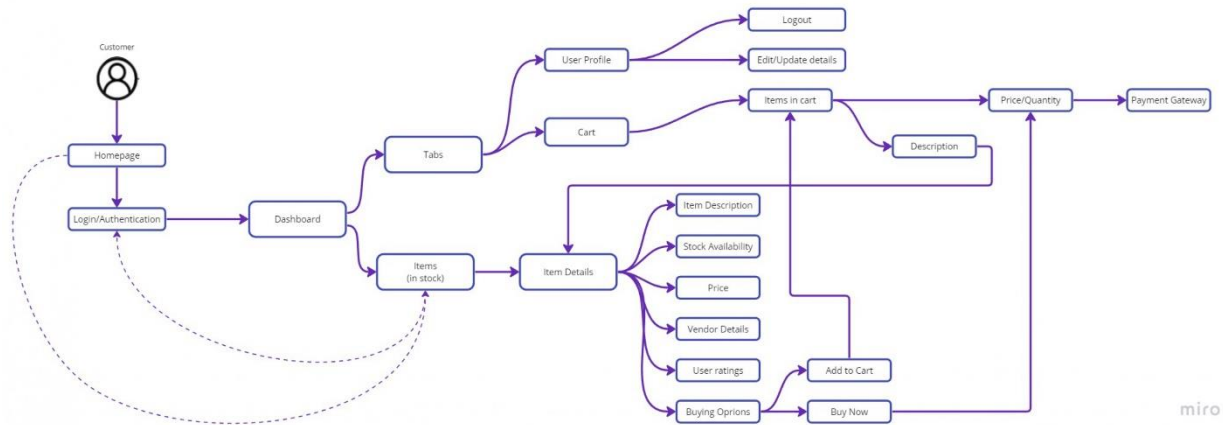 Customer
Homepage
Login/Authentication
Dashboard
Tabs
Items
(in stock)
User Profile
Cart
Logout
Edit/Update details
Items in cart
Price/Quantity
Payment Gateway
Description
Item Details
Item Description
Stock Availability
Price
Vendor Details
User ratings
Buying Oprions
Add to Cart
Buy Now
miro